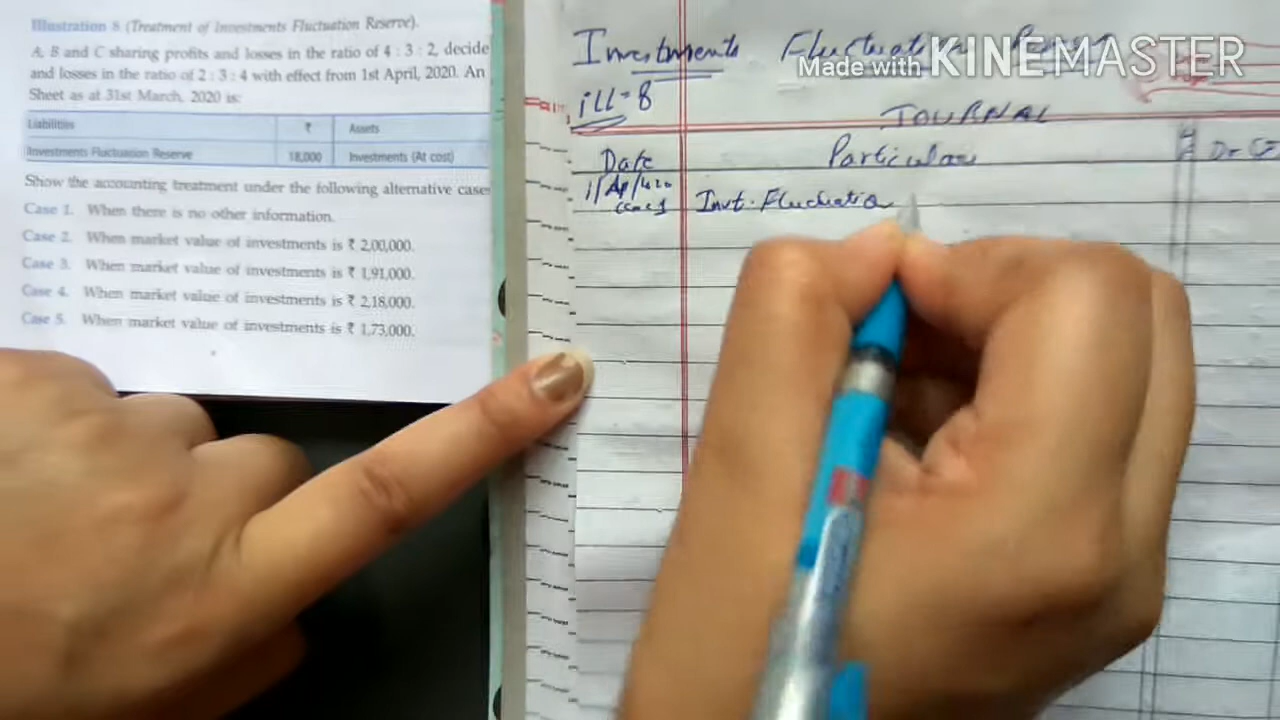 Illustration 8 (Treatment of Investments Fluctuation Reserve).
A, B and C sharing profits and losses in the ratio of 4 : 3 : 2, decide
and losses in the ratio of 2 : 3 : 4 with effect from 1st April, 2020. An
Sheet as at 31st March, 2020 is:
Liabilities ₹ Assets
Investments Fluctuation Reserve 18,000 Investments (At cost)
Show the accounting treatment under the following alternative cases
Case 1. When there is no other information.
Case 2. When market value of investments is ₹ 2,00,000.
Case 3. When market value of investments is ₹ 1,91,000.
Case 4. When market value of investments is ₹ 2,18,000.
Case 5. When market value of investments is ₹ 1,73,000.
Investments Fluctuation
Made with KINEMASTER
ill-8
JOURNAL
Date Particulars Dr
case 1 Invt. Fluctuatio